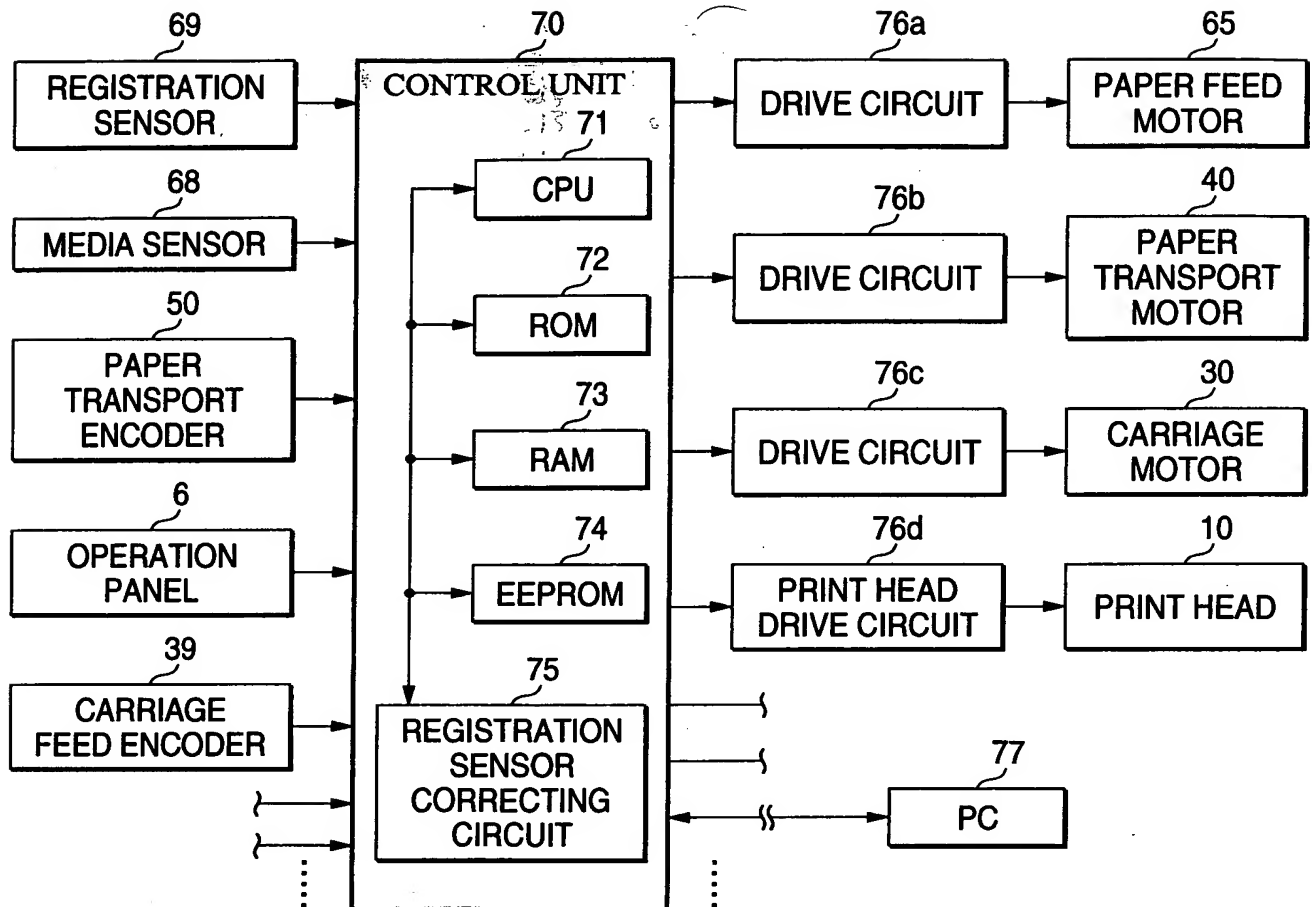 69
REGISTRATION
SENSOR
68
MEDIA SENSOR
50
PAPER
TRANSPORT
ENCODER
6
OPERATION
PANEL
39
CARRIAGE
FEED ENCODER
70
CONTROL UNIT
71
CPU
72
ROM
73
RAM
74
EEPROM
75
REGISTRATION
SENSOR
CORRECTING
CIRCUIT
76a
DRIVE CIRCUIT
76b
DRIVE CIRCUIT
76c
DRIVE CIRCUIT
76d
PRINT HEAD
DRIVE CIRCUIT
65
PAPER FEED
MOTOR
40
PAPER
TRANSPORT
MOTOR
30
CARRIAGE
MOTOR
10
PRINT HEAD
77
PC